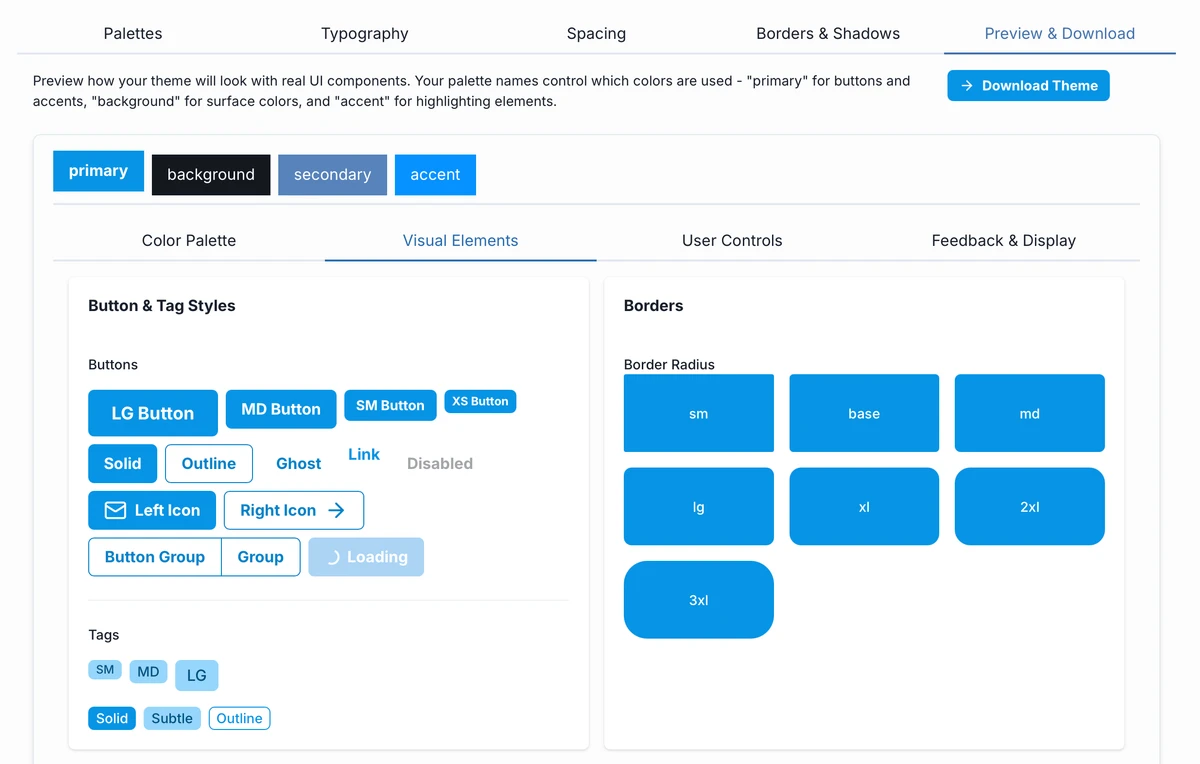 Palettes
Typography
Spacing
Borders & Shadows
Preview & Download
Preview how your theme will look with real UI components. Your palette names control which colors are used - "primary" for buttons and
accents, "background" for surface colors, and "accent" for highlighting elements.
Download Theme
primary
background
secondary
accent
Color Palette
Visual Elements
User Controls
Feedback & Display
Button & Tag Styles
Buttons
LG Button
MD Button
SM Button
XS Button
Solid
Outline
Ghost
Link
Disabled
Left Icon
Right Icon
Button Group
Group
Loading
Tags
SM
MD
LG
Solid
Subtle
Outline
Borders
Border Radius
sm
base
md
lg
xl
2xl
3xl